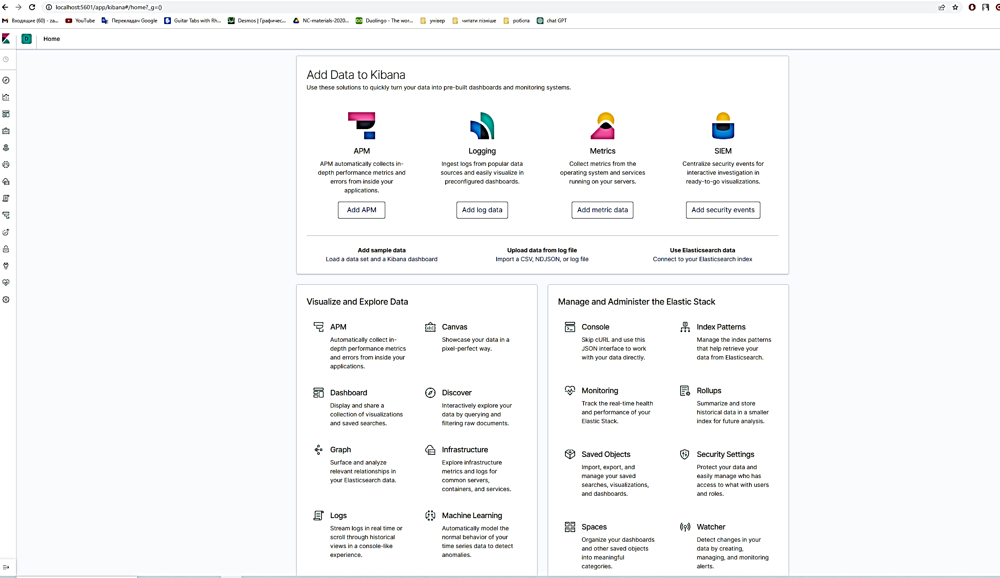 localhost:5601/app/kibana#/home?_g=()
Входящие (60) - za... YouTube Перекладач Google Guitar Tabs with Rh... Desmos | Графичес... NC-materials-2020... Duolingo - The wor... універ читати пізніше робота chat GPT
D Home
Add Data to Kibana
Use these solutions to quickly turn your data into pre-built dashboards and monitoring systems.
APM
APM automatically collects in-
depth performance metrics and
errors from inside your
applications.
Add APM
Logging
Ingest logs from popular data
sources and easily visualize in
preconfigured dashboards.
Add log data
Metrics
Collect metrics from the
operating system and services
running on your servers.
Add metric data
SIEM
Centralize security events for
interactive investigation in
ready-to-go visualizations.
Add security events
Add sample data
Load a data set and a Kibana dashboard
Upload data from log file
Import a CSV, NDJSON, or log file
Use Elasticsearch data
Connect to your Elasticsearch index
Visualize and Explore Data
APM
Automatically collect in-
depth performance metrics
and errors from inside your
applications.
Canvas
Showcase your data in a
pixel-perfect way.
Dashboard
Display and share a
collection of visualizations
and saved searches.
Discover
Interactively explore your
data by querying and
filtering raw documents.
Graph
Surface and analyze
relevant relationships in
your Elasticsearch data.
Infrastructure
Explore infrastructure
metrics and logs for
common servers,
containers, and services.
Logs
Stream logs in real time or
scroll through historical
views in a console-like
experience.
Machine Learning
Automatically model the
normal behavior of your
time series data to detect
anomalies.
Manage and Administer the Elastic Stack
Console
Skip cURL and use this
JSON interface to work
with your data directly.
Index Patterns
Manage the index patterns
that help retrieve your
data from Elasticsearch.
Monitoring
Track the real-time health
and performance of your
Elastic Stack.
Rollups
Summarize and store
historical data in a smaller
index for future analysis.
Saved Objects
Import, export, and
manage your saved
searches, visualizations,
and dashboards.
Security Settings
Protect your data and
easily manage who has
access to what with users
and roles.
Spaces
Organize your dashboards
and other saved objects
into meaningful
categories.
Watcher
Detect changes in your
data by creating,
managing, and monitoring
alerts.